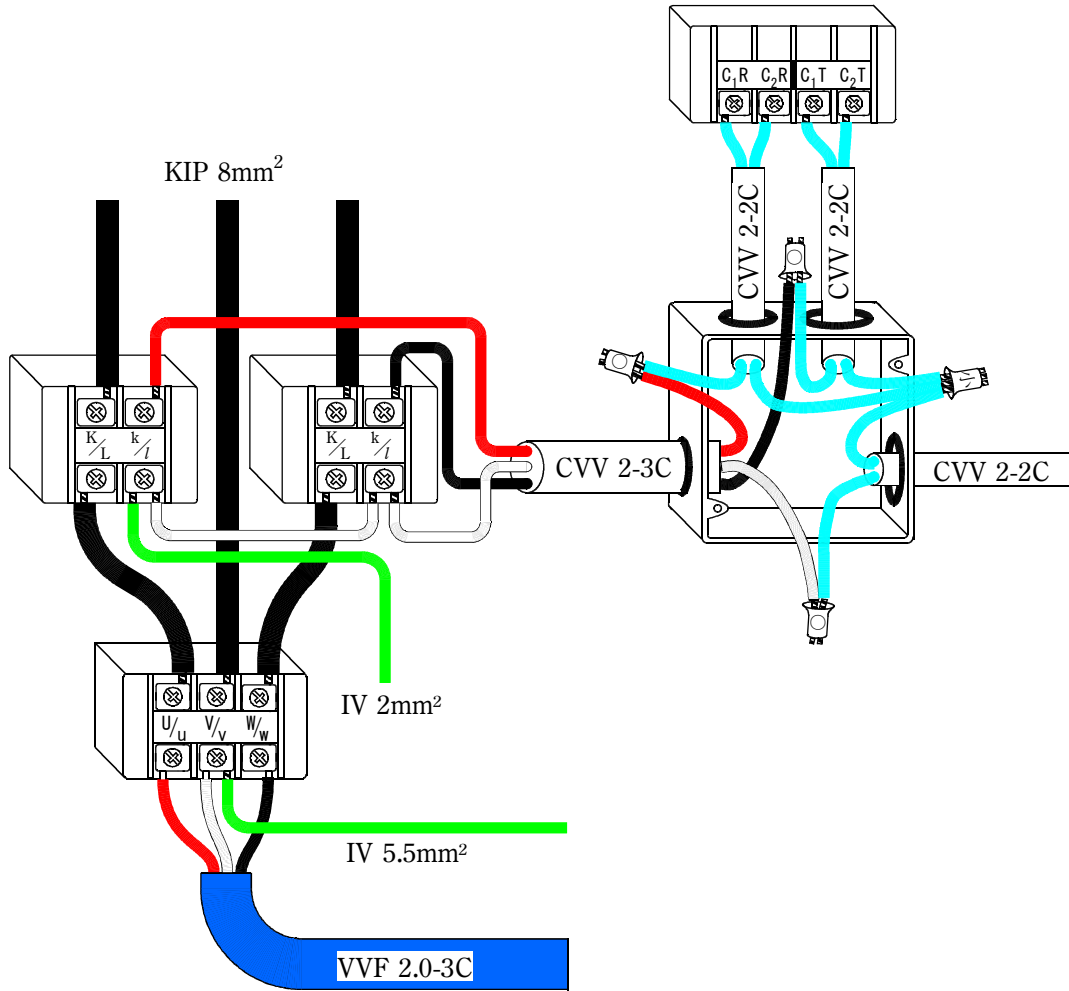 C₁R C₂R C₁T C₂T
KIP 8mm²
CVV 2-2C
CVV 2-2C
K/L k/l
K/L k/l
CVV 2-3C
CVV 2-2C
IV 2mm²
U/u V/v W/w
IV 5.5mm²
VVF 2.0-3C